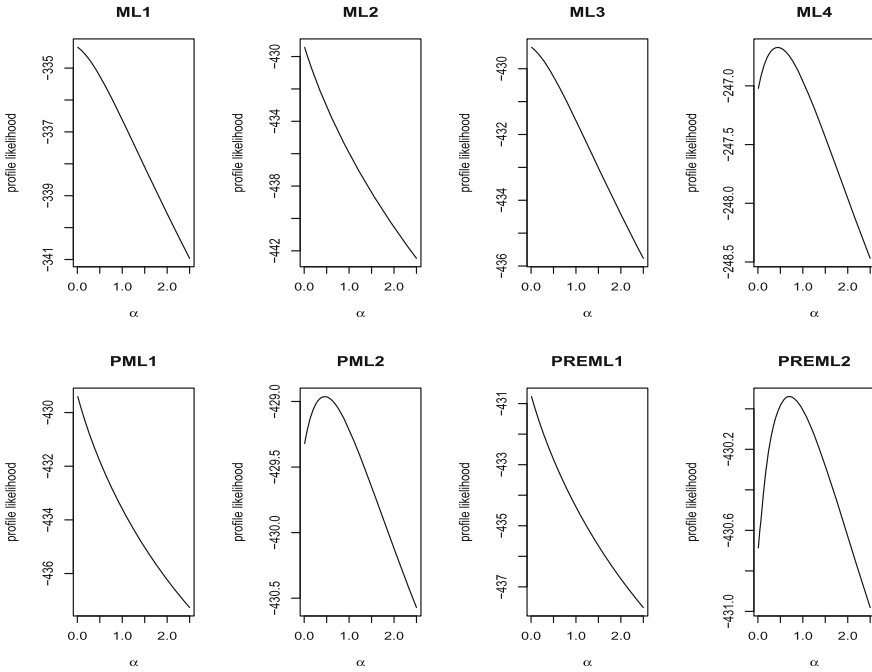 ML1
ML2
ML3
ML4
profile likelihood
−335
−337
−339
−341
0.0 1.0 2.0
α
profile likelihood
−430
−434
−438
−442
0.0 1.0 2.0
α
profile likelihood
−430
−432
−434
−436
0.0 1.0 2.0
α
profile likelihood
−247.0
−247.5
−248.0
−248.5
0.0 1.0 2.0
α
PML1
PML2
PREML1
PREML2
profile likelihood
−430
−432
−434
−436
0.0 1.0 2.0
α
profile likelihood
−429.0
−429.5
−430.0
−430.5
0.0 1.0 2.0
α
profile likelihood
−431
−433
−435
−437
0.0 1.0 2.0
α
profile likelihood
−430.2
−430.6
−431.0
0.0 1.0 2.0
α